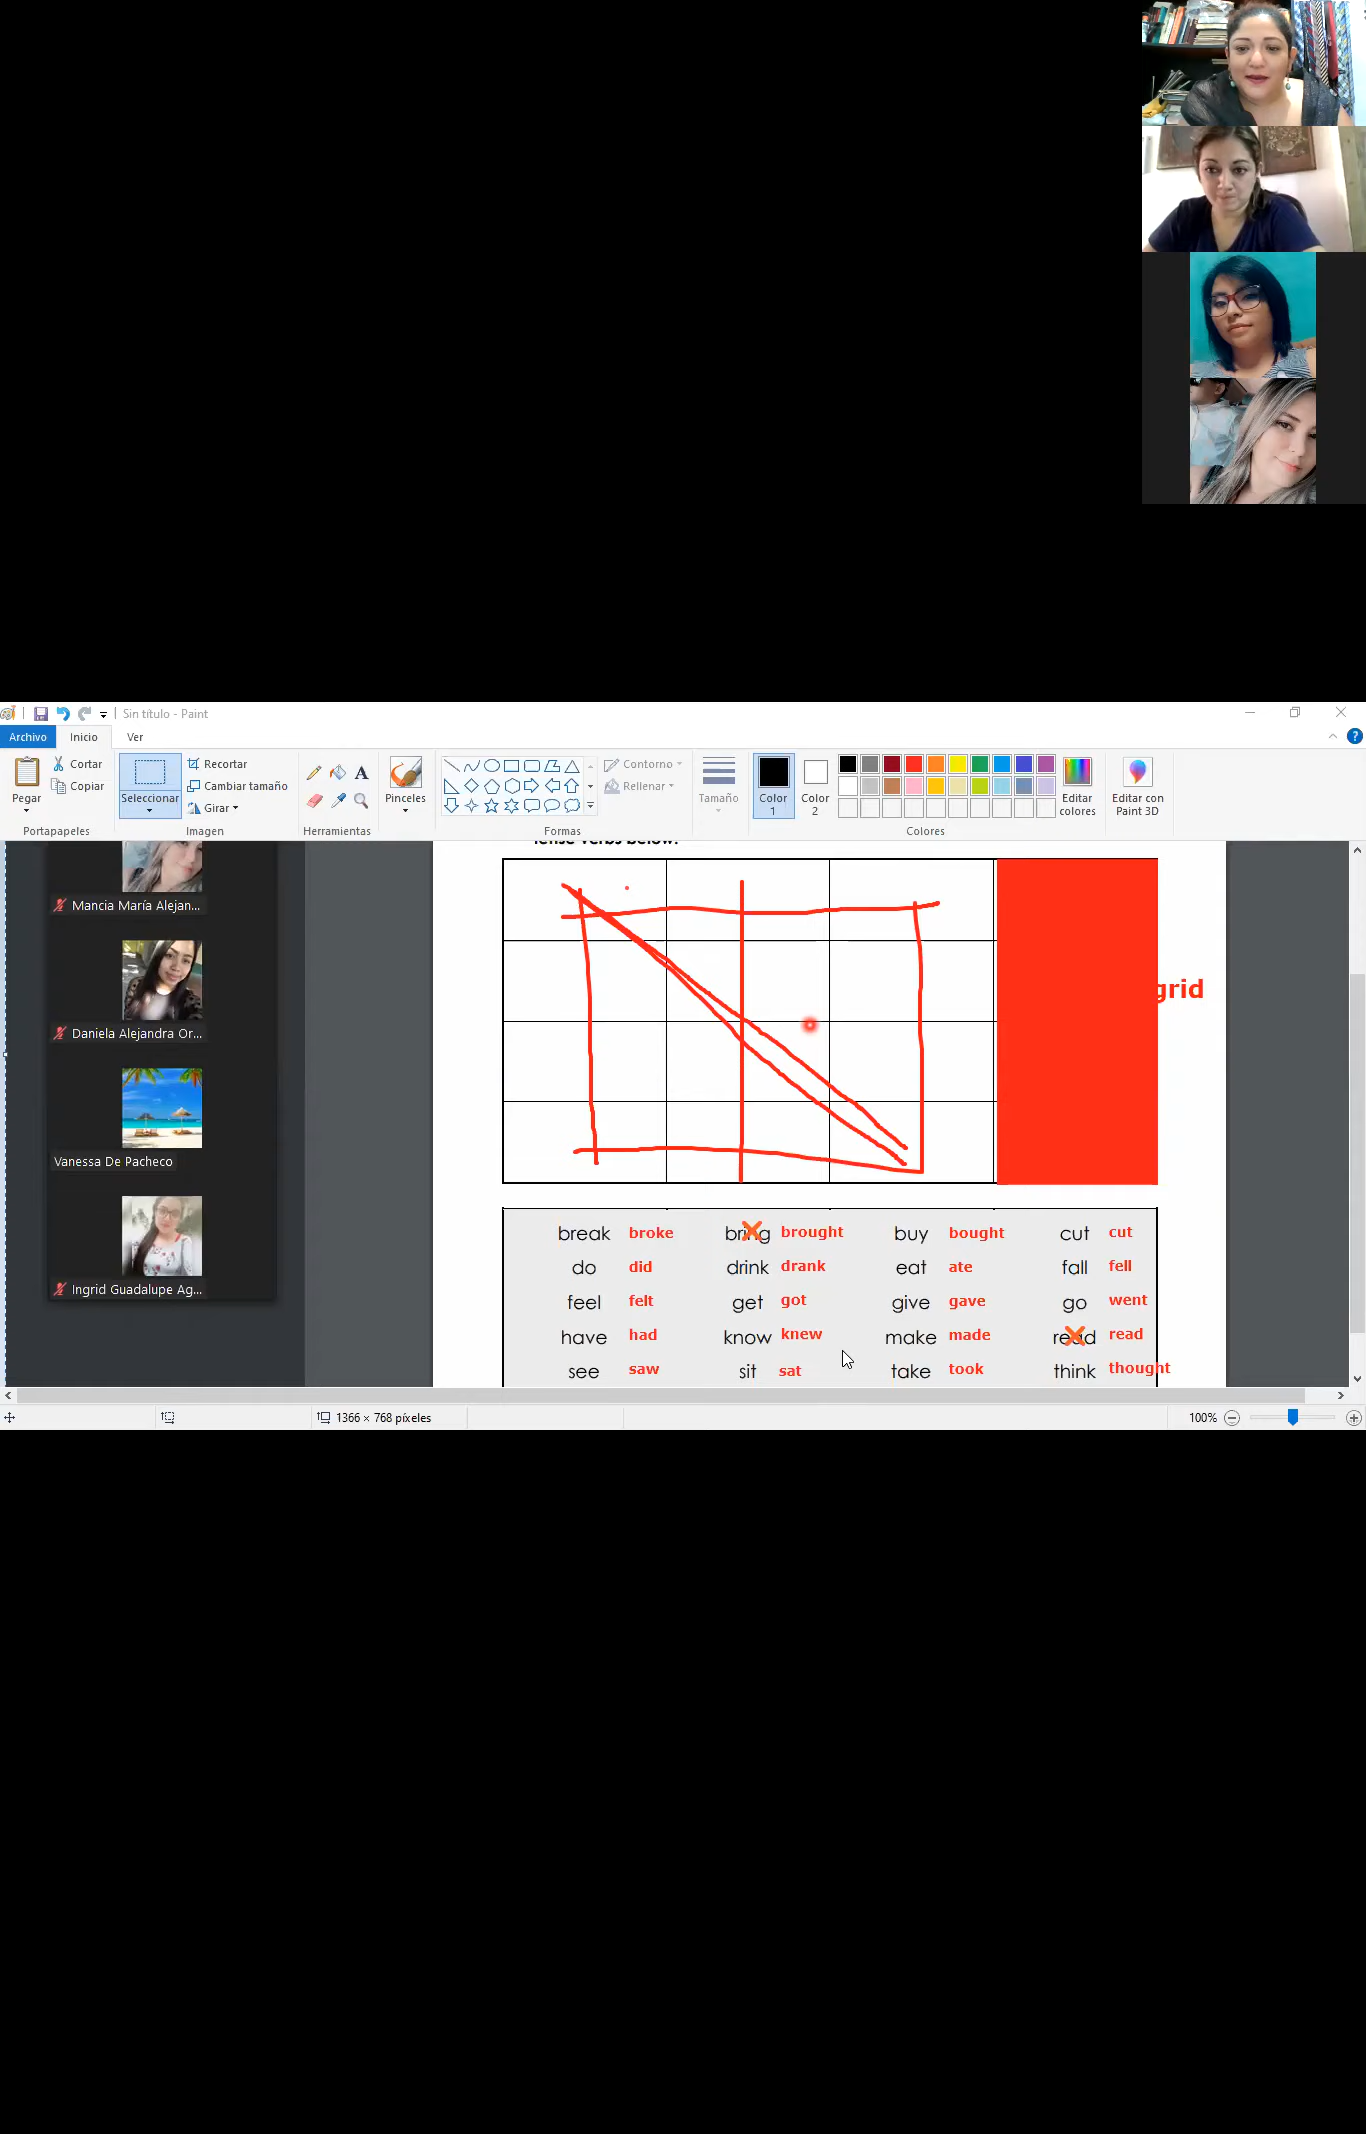 Sin título - Paint
Archivo Inicio Ver
Pegar Cortar Copiar Seleccionar Recortar Cambiar tamaño Girar Pinceles Contorno Rellenar Tamaño Color 1 Color 2 Editar colores Editar con Paint 3D
Portapapeles Imagen Herramientas Formas Colores
Tense verbs below.
Mancia María Alejan...
grid
Daniela Alejandra Or...
Vanessa De Pacheco
Ingrid Guadalupe Ag...
break broke bring brought buy bought cut cut
do did drink drank eat ate fall fell
feel felt get got give gave go went
have had know knew make made read read
see saw sit sat take took think thought
1366 × 768 píxeles 100%